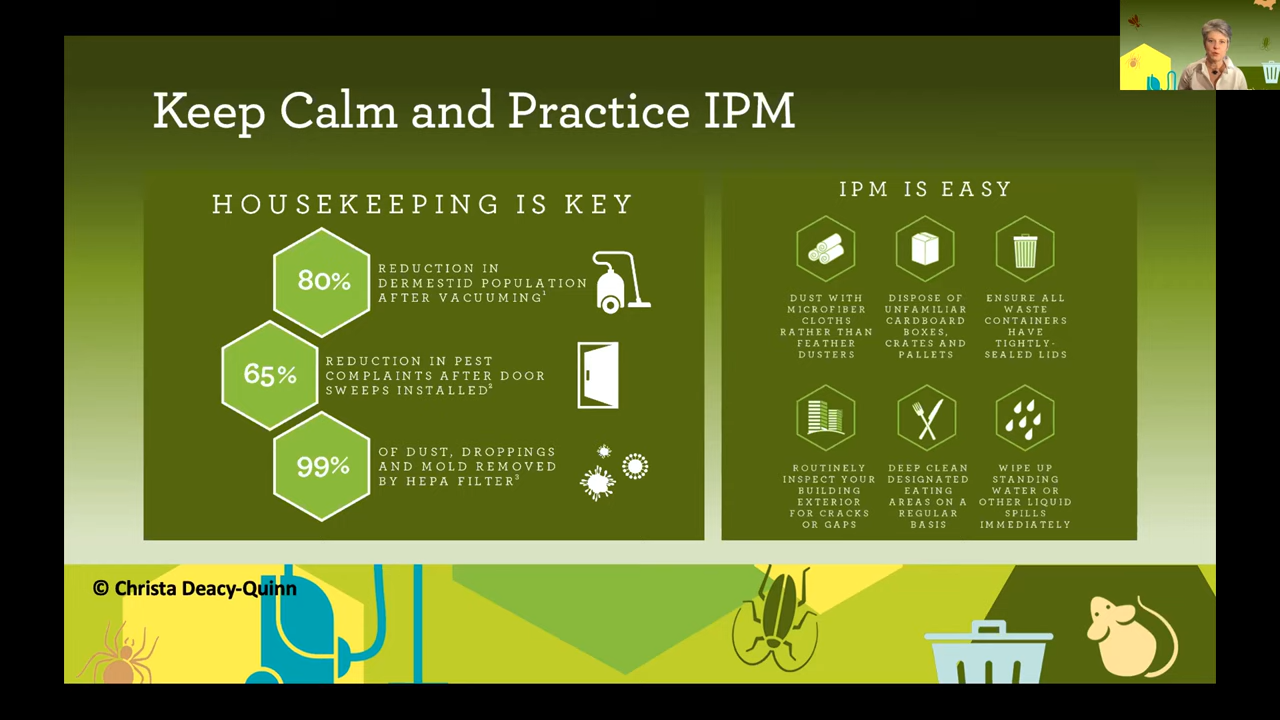 Keep Calm and Practice IPM
HOUSEKEEPING IS KEY
80%
REDUCTION IN
DERMESTID POPULATION
AFTER VACUUMING¹
65%
REDUCTION IN PEST
COMPLAINTS AFTER DOOR
SWEEPS INSTALLED²
99%
OF DUST, DROPPINGS
AND MOLD REMOVED
BY HEPA FILTER³
IPM IS EASY
DUST WITH
MICROFIBER
CLOTHS
RATHER THAN
FEATHER
DUSTERS
DISPOSE OF
UNFAMILIAR
CARDBOARD
BOXES,
CRATES AND
PALLETS
ENSURE ALL
WASTE
CONTAINERS
HAVE
TIGHTLY-
SEALED LIDS
ROUTINELY
INSPECT YOUR
BUILDING
EXTERIOR
FOR CRACKS
OR GAPS
DEEP CLEAN
DESIGNATED
EATING
AREAS ON A
REGULAR
BASIS
WIPE UP
STANDING
WATER OR
OTHER LIQUID
SPILLS
IMMEDIATELY
© Christa Deacy-Quinn